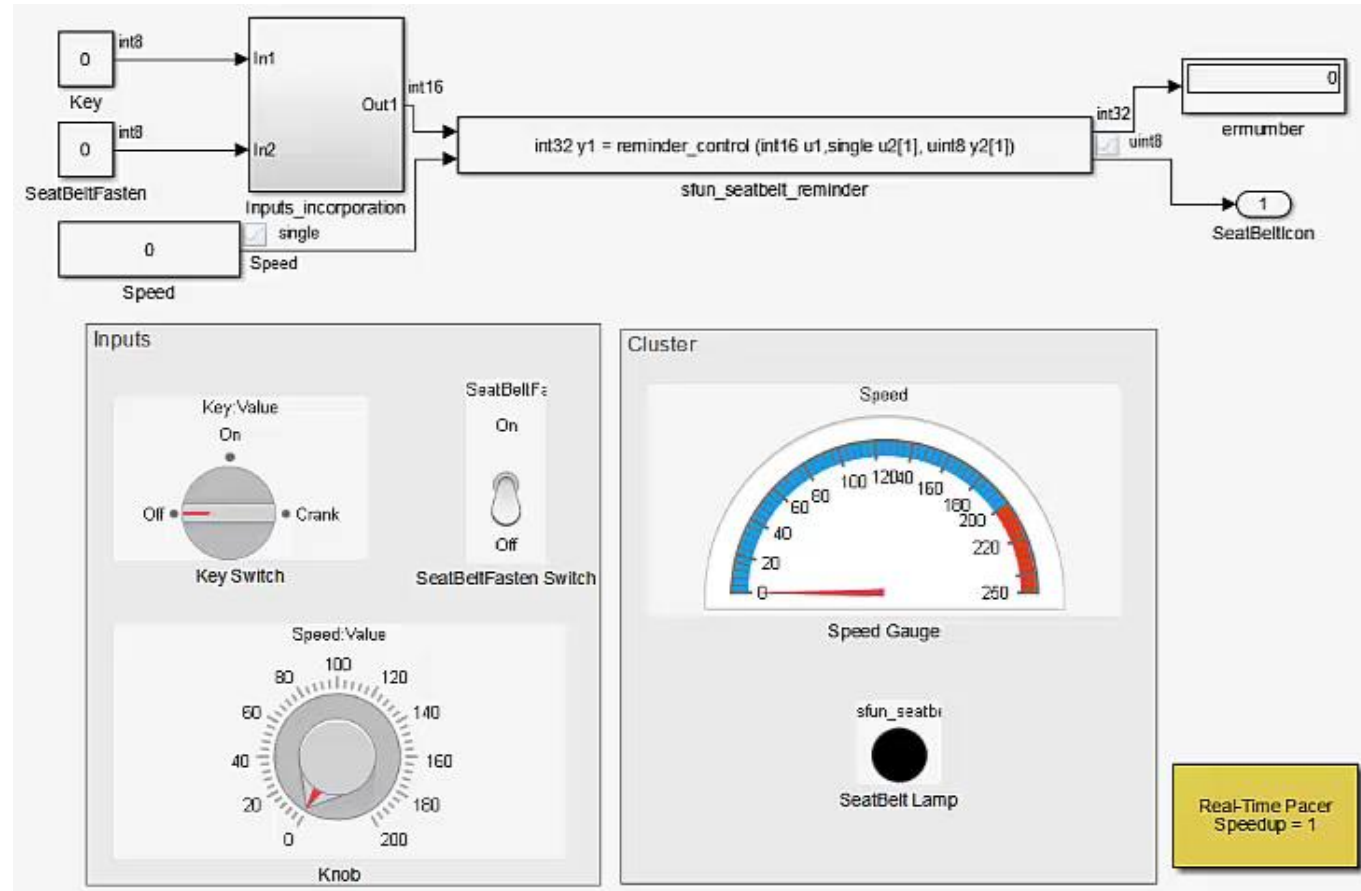 0
int8
Key
0
int8
SeatBeltFasten
In1
In2
Out1
Inputs_incorporation
int16
0
single
Speed
Speed
int32 y1 = reminder_control (int16 u1,single u2[1], uint8 y2[1])
sfun_seatbelt_reminder
int32
uint8
0
ermumber
1
SeatBeltIcon
Inputs
Key:Value
On
Off
Crank
Key Switch
SeatBeltFa
On
Off
SeatBeltFasten Switch
Speed:Value
0
20
40
60
80
100
120
140
160
180
200
Knob
Cluster
Speed
0
20
40
60
80
100
120
140
160
180
200
220
260
Speed Gauge
sfun_seatb
SeatBelt Lamp
Real-Time Pacer
Speedup = 1